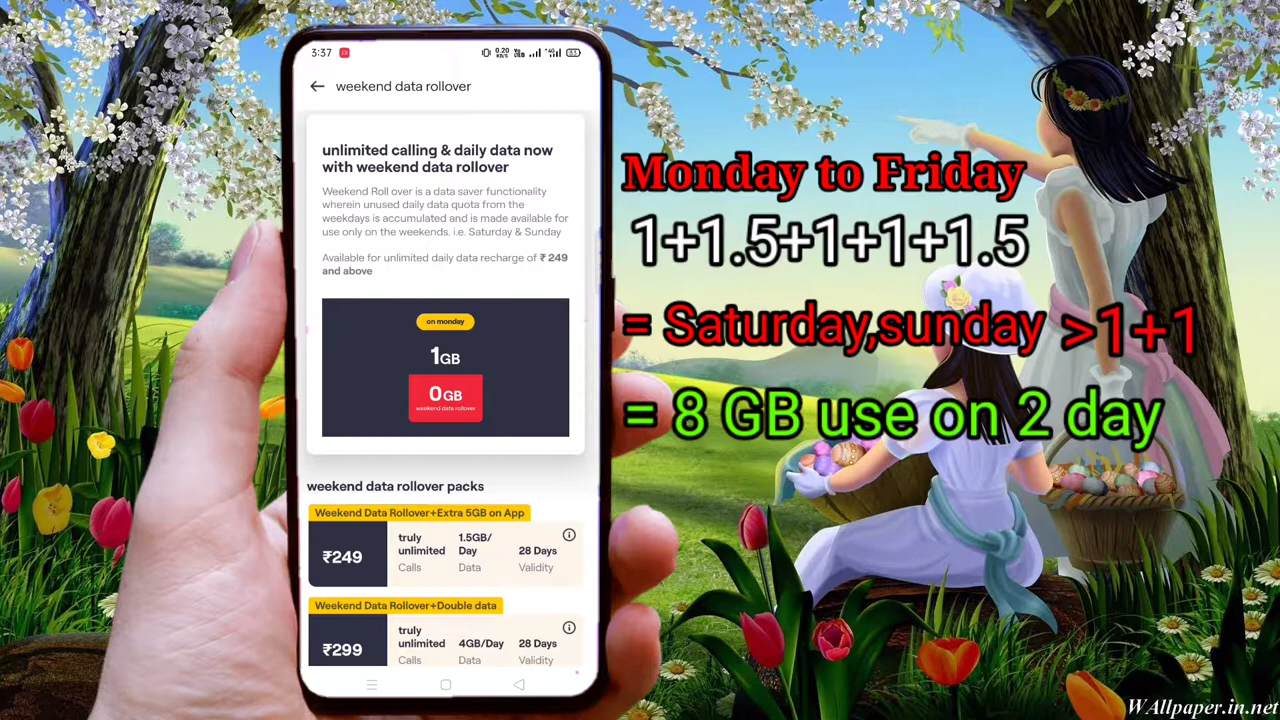 3:37
0.20 KB/S
weekend data rollover
unlimited calling & daily data now
with weekend data rollover
Weekend Roll over is a data saver functionality
wherein unused daily data quota from the
weekdays is accumulated and is made available for
use only on the weekends. i.e. Saturday & Sunday
Available for unlimited daily data recharge of ₹ 249
and above
on monday
1GB
0GB
weekend data rollover
weekend data rollover packs
Weekend Data Rollover+Extra 5GB on App
₹249
truly unlimited Calls
1.5GB/ Day Data
28 Days Validity
Weekend Data Rollover+Double data
₹299
truly unlimited Calls
4GB/Day Data
28 Days Validity
Monday to Friday
1+1.5+1+1+1.5
= Saturday,sunday >1+1
= 8 GB use on 2 day
WAllpaper.in.net